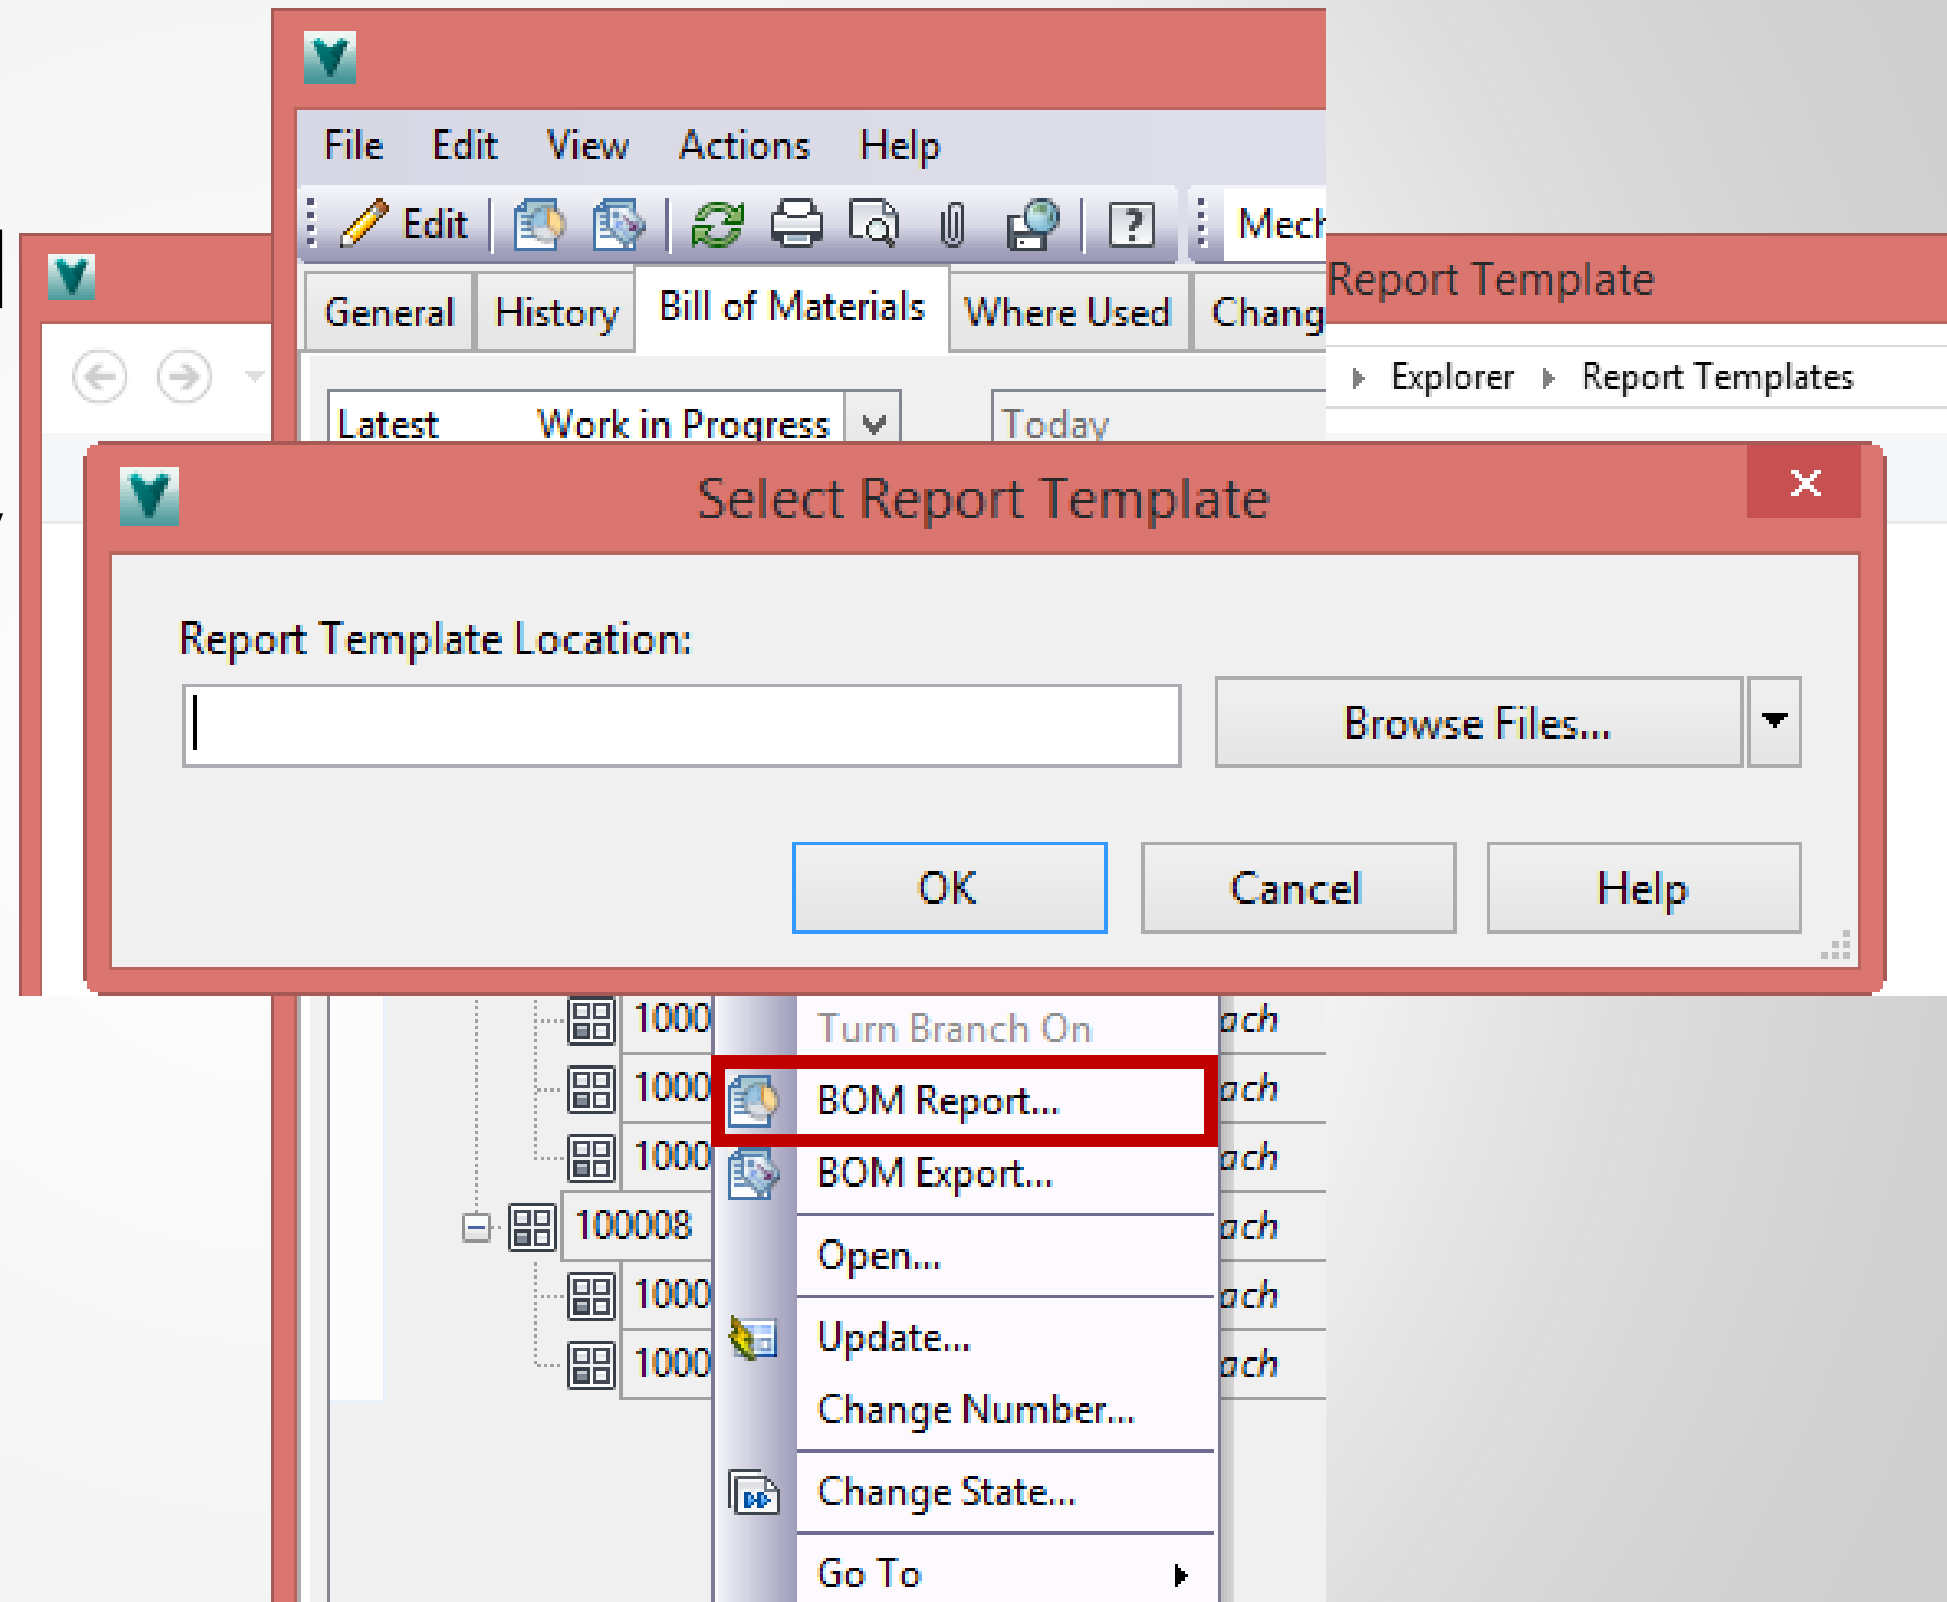 File Edit View Actions Help
Edit
Mech
General History Bill of Materials Where Used Chang
Report Template
Explorer Report Templates
Latest Work in Progress Today
Select Report Template
Report Template Location:
Browse Files...
OK Cancel Help
1000 Turn Branch On ach
1000 BOM Report... ach
1000 BOM Export... ach
100008 ach
Open...
1000 ach
Update...
1000 ach
Change Number...
Change State...
Go To